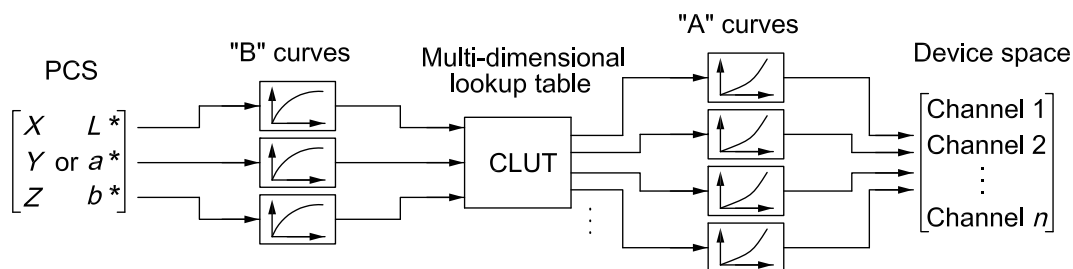 PCS
"B" curves
Multi-dimensional
lookup table
"A" curves
Device space
X L*
Y or a*
Z b*
CLUT
Channel 1
Channel 2
⋮
Channel n